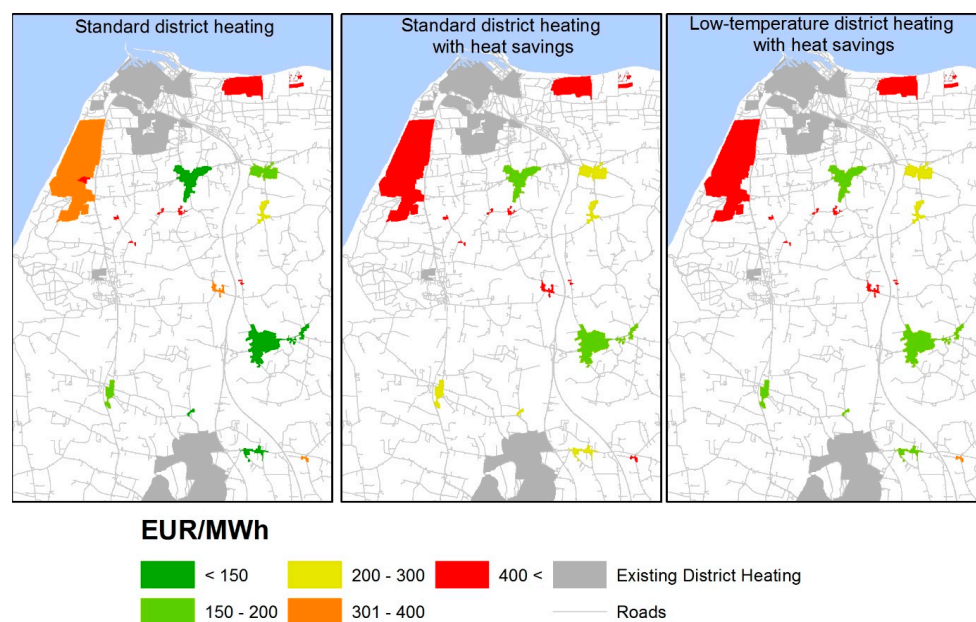 Standard district heating
Standard district heating
with heat savings
Low-temperature district heating
with heat savings
EUR/MWh
< 150
200 - 300
400 <
Existing District Heating
150 - 200
301 - 400
Roads